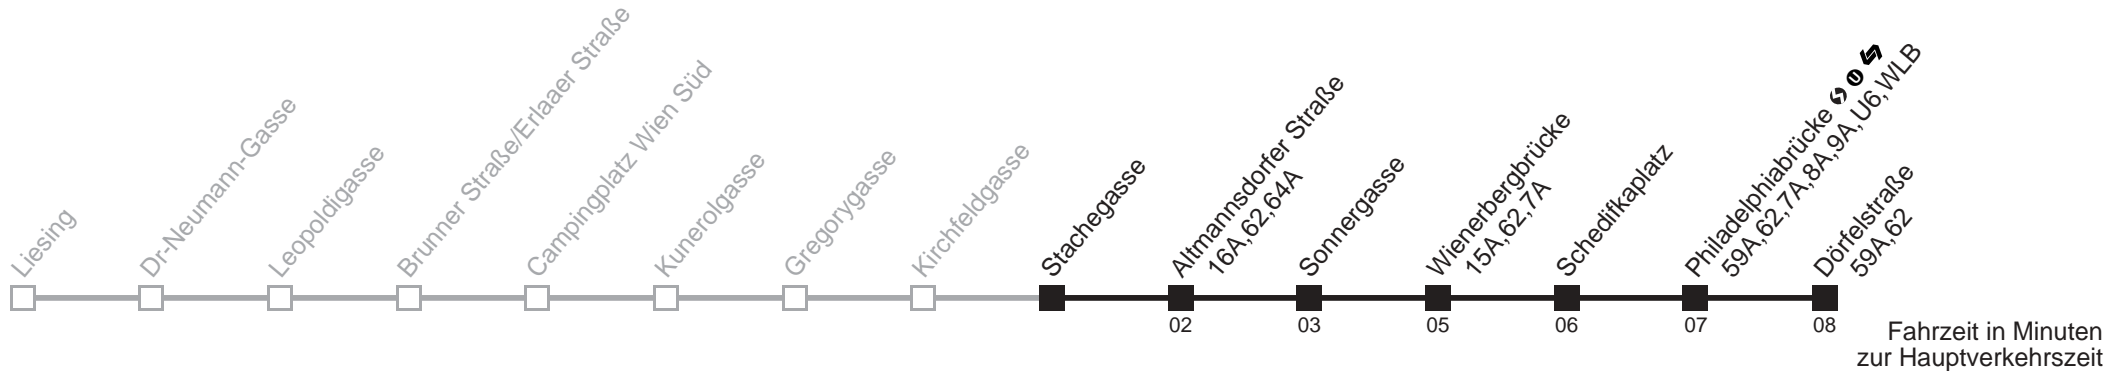 Liesing
Dr-Neumann-Gasse
Leopoldigasse
Brunner Straße/Erlaaer Straße
Campingplatz Wien Süd
Kunerolgasse
Gregorygasse
Kirchfeldgasse
Stachegasse
Altmannsdorfer Straße
16A,62,64A
Sonnergasse
Wienerbergbrücke
15A,62,7A
Schedifkaplatz
Philadelphiabrücke S U
59A,62,7A,8A,9A,U6,WLB
Dörfelstraße
59A,62
02 03 05 06 07 08
Fahrzeit in Minuten
zur Hauptverkehrszeit